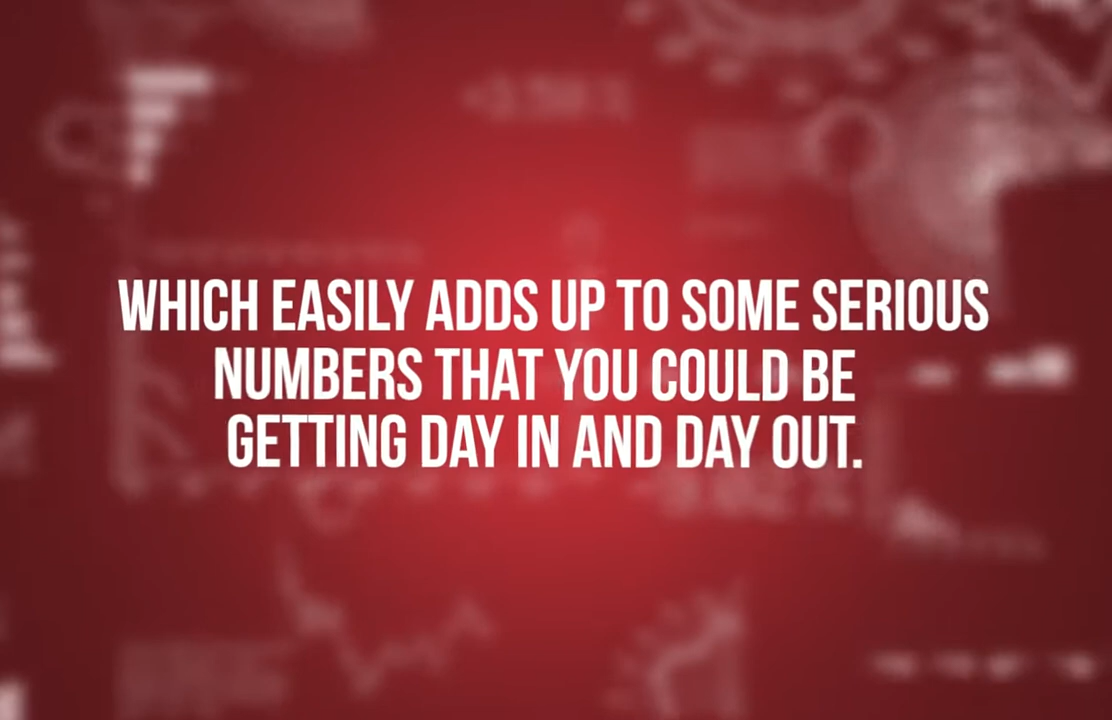 WHICH EASILY ADDS UP TO SOME SERIOUS
NUMBERS THAT YOU COULD BE
GETTING DAY IN AND DAY OUT.